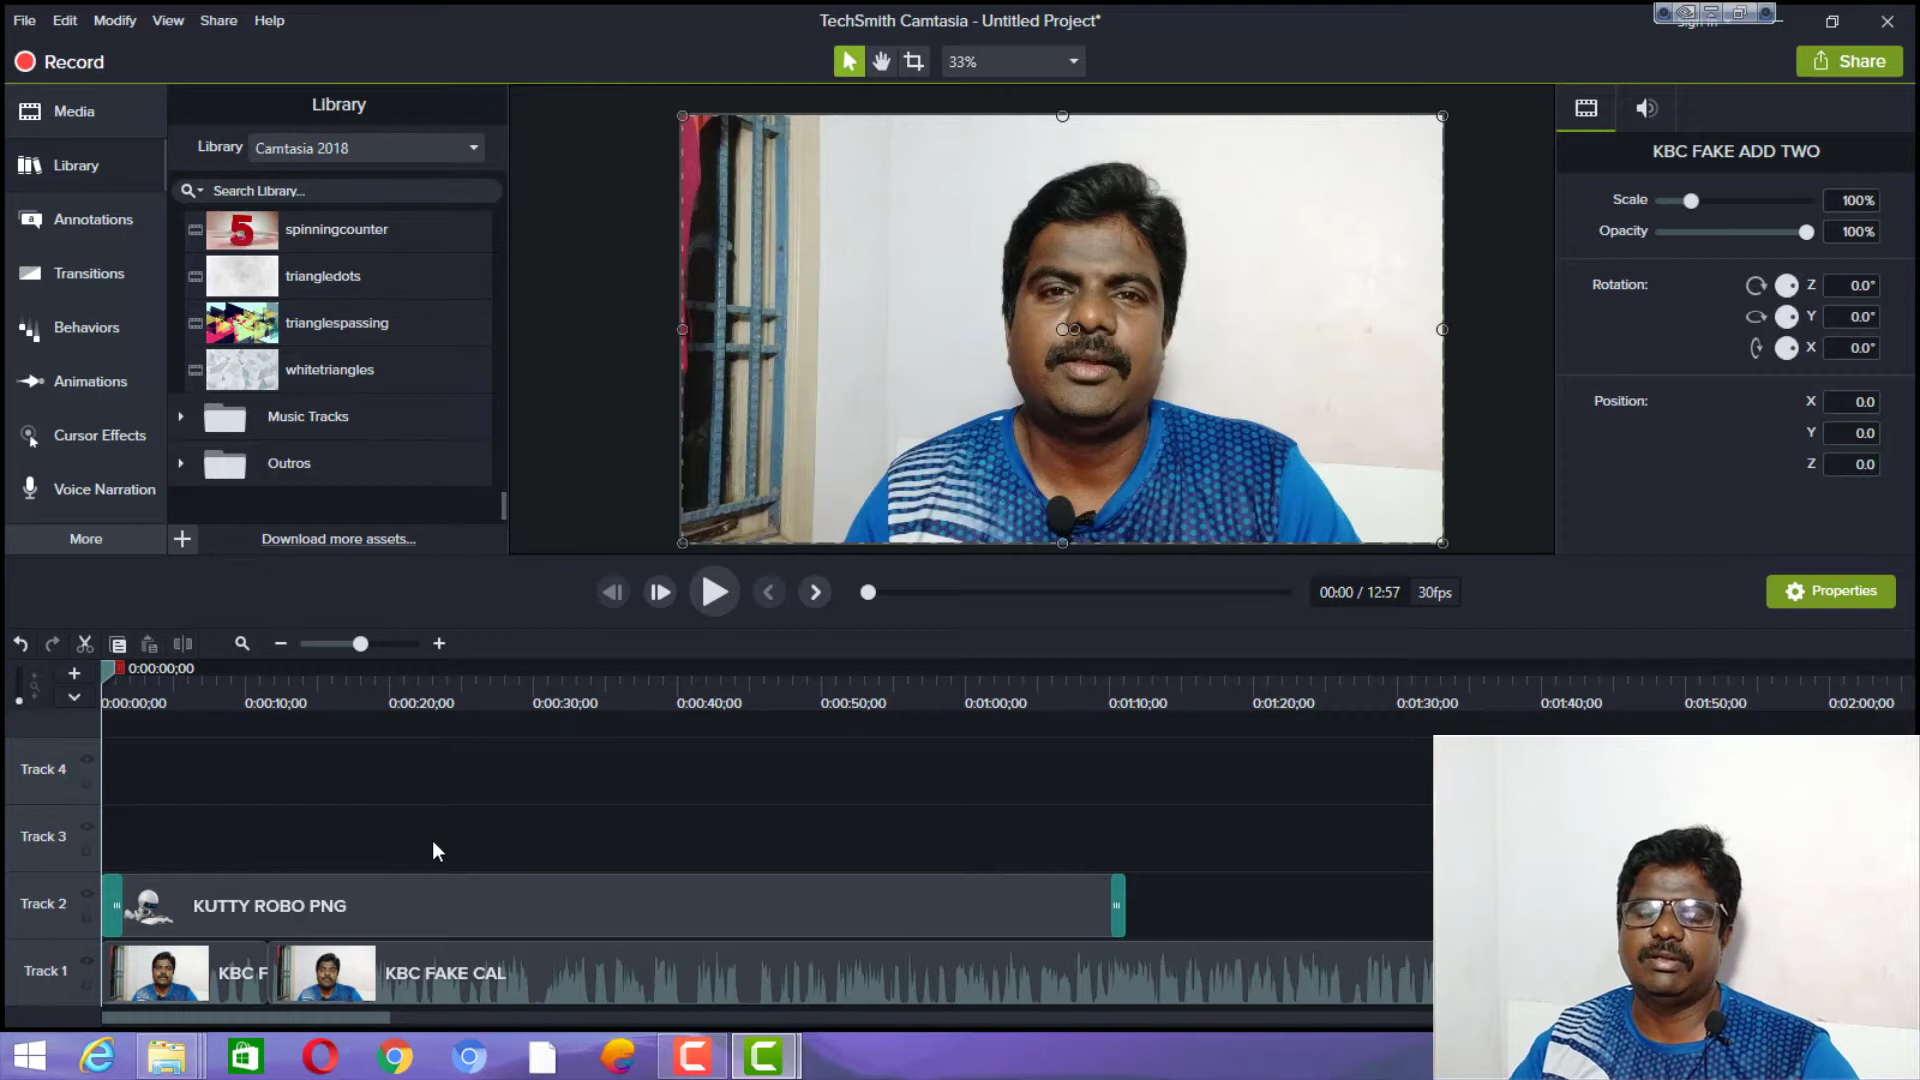 File Edit Modify View Share Help
TechSmith Camtasia - Untitled Project*
Record
33%
Share
Media
Library
Annotations
Transitions
Behaviors
Animations
Cursor Effects
Voice Narration
More
Library
Library Camtasia 2018
Search Library...
5 spinningcounter
triangledots
trianglespassing
whitetriangles
Music Tracks
Outros
Download more assets...
KBC FAKE ADD TWO
Scale 100%
Opacity 100%
Rotation: Z 0.0°
Y 0.0°
X 0.0°
Position: X 0.0
Y 0.0
Z 0.0
00:00 / 12:57 30fps
Properties
0:00:00;00
0:00:00;00 0:00:10;00 0:00:20;00 0:00:30;00 0:00:40;00 0:00:50;00 0:01:00;00 0:01:10;00 0:01:20;00 0:01:30;00 0:01:40;00 0:01:50;00 0:02:00;00
Track 4
Track 3
Track 2 KUTTY ROBO PNG
Track 1 KBC F KBC FAKE CAL